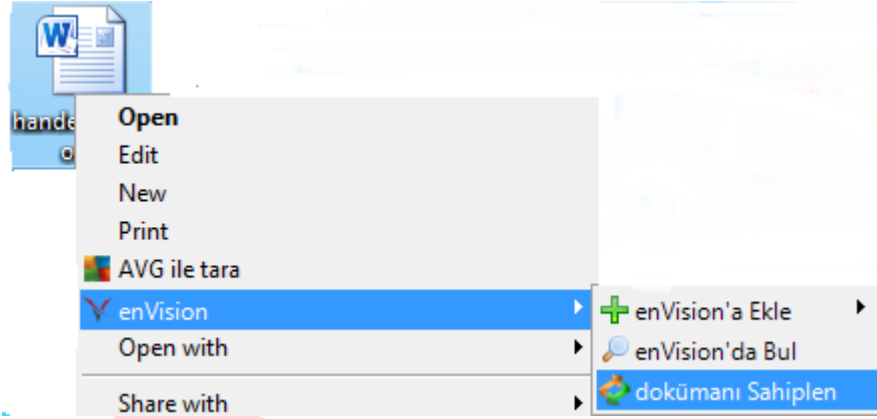 hande
Open
Edit
New
Print
AVG ile tara
enVision
Open with
Share with
enVision'a Ekle
enVision'da Bul
dokümanı Sahiplen